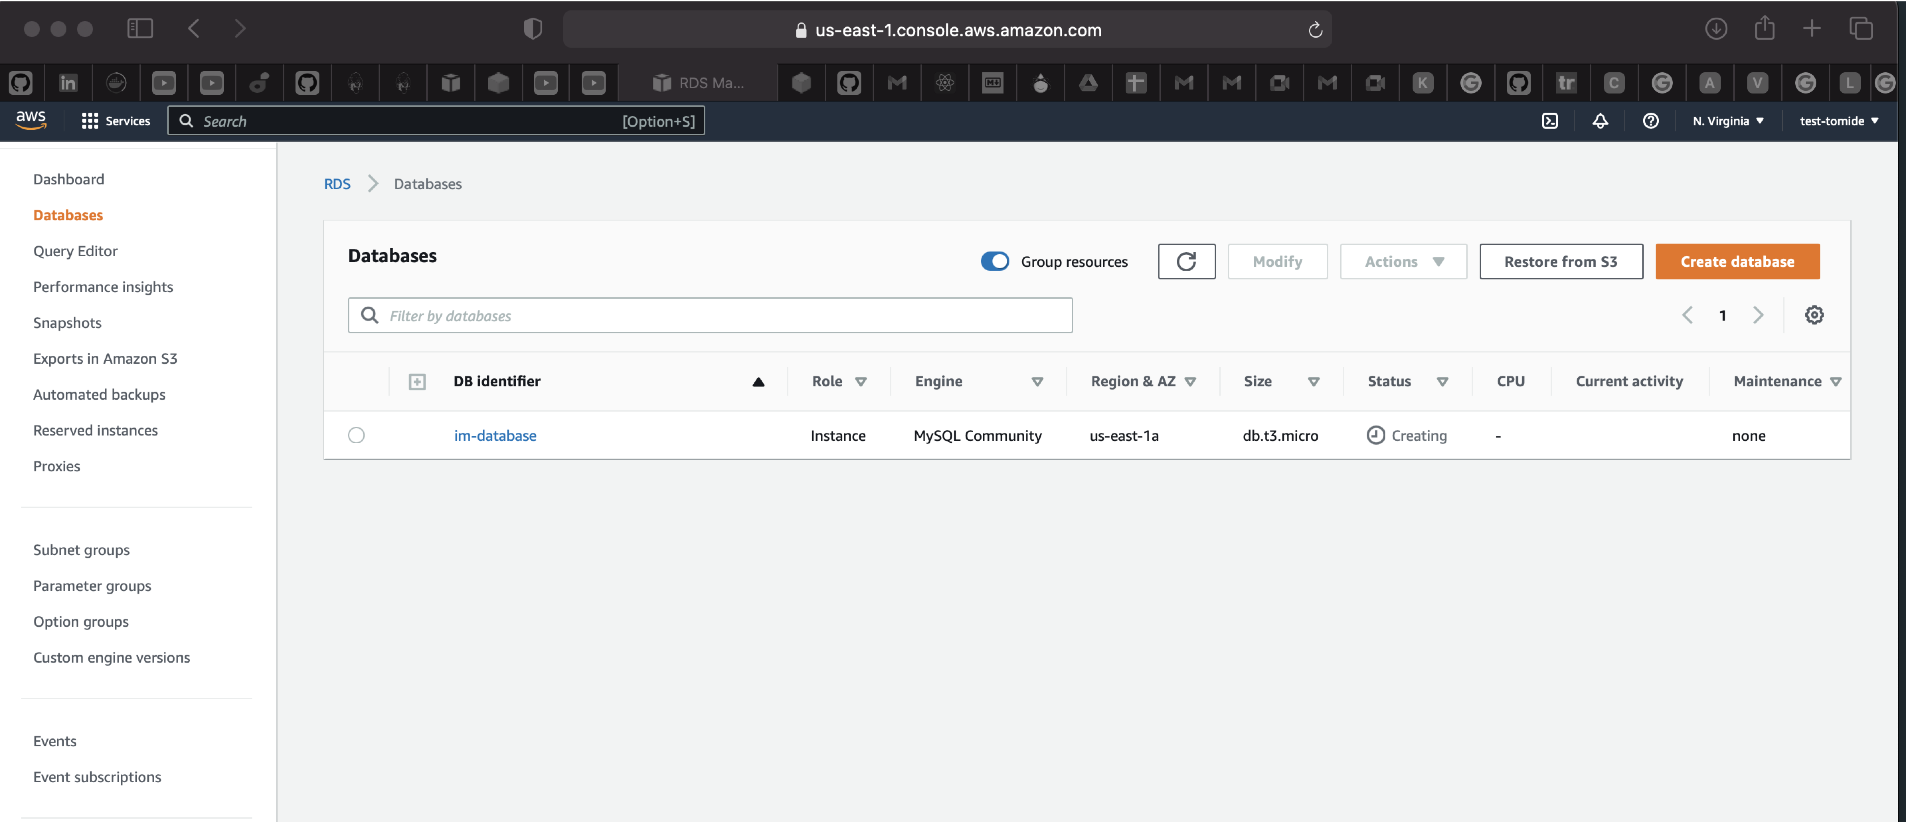 us-east-1.console.aws.amazon.com
in
RDS Ma...
K
tr
C
A
V
L
aws
Services
Search
[Option+S]
N. Virginia
test-tomide
Dashboard
Databases
Query Editor
Performance insights
Snapshots
Exports in Amazon S3
Automated backups
Reserved instances
Proxies
Subnet groups
Parameter groups
Option groups
Custom engine versions
Events
Event subscriptions
RDS
Databases
Databases
Group resources
Modify
Actions
Restore from S3
Create database
Filter by databases
1
DB identifier
Role
Engine
Region & AZ
Size
Status
CPU
Current activity
Maintenance
im-database
Instance
MySQL Community
us-east-1a
db.t3.micro
Creating
-
none